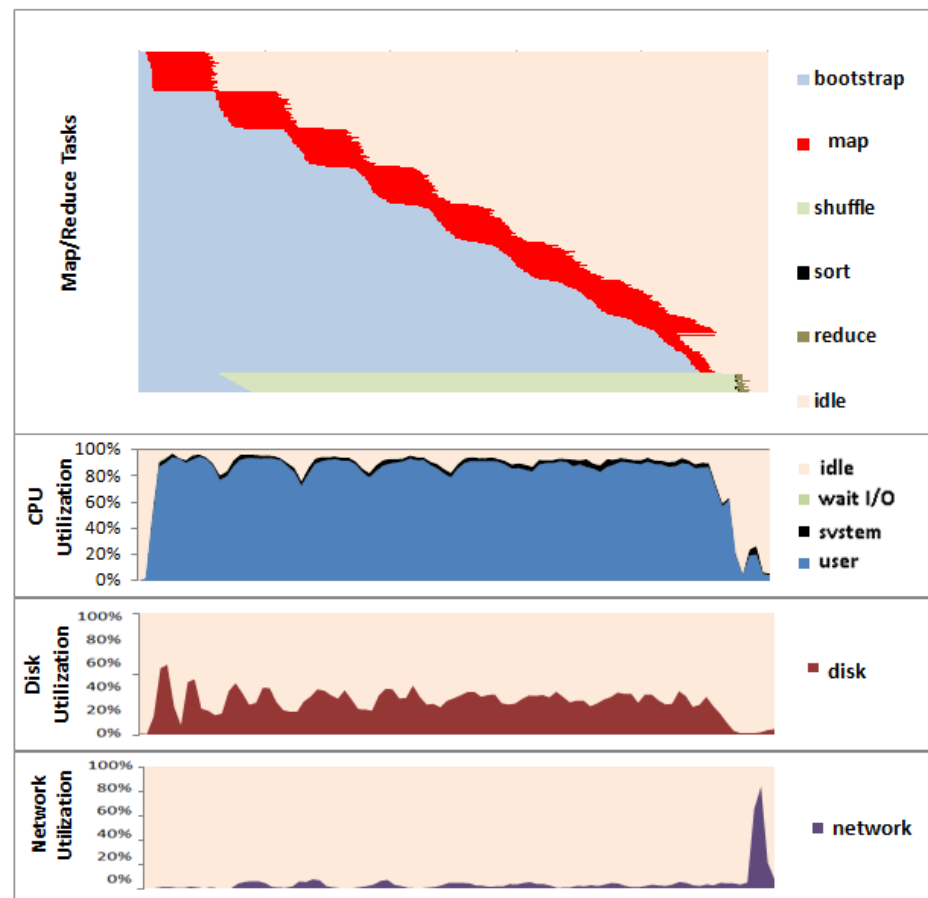 Map/Reduce Tasks
bootstrap
map
shuffle
sort
reduce
idle
CPU
Utilization
100%
80%
60%
40%
20%
0%
idle
wait I/O
svstem
user
Disk
Utilization
100%
80%
60%
40%
20%
0%
disk
Network
Utilization
100%
80%
60%
40%
20%
0%
network